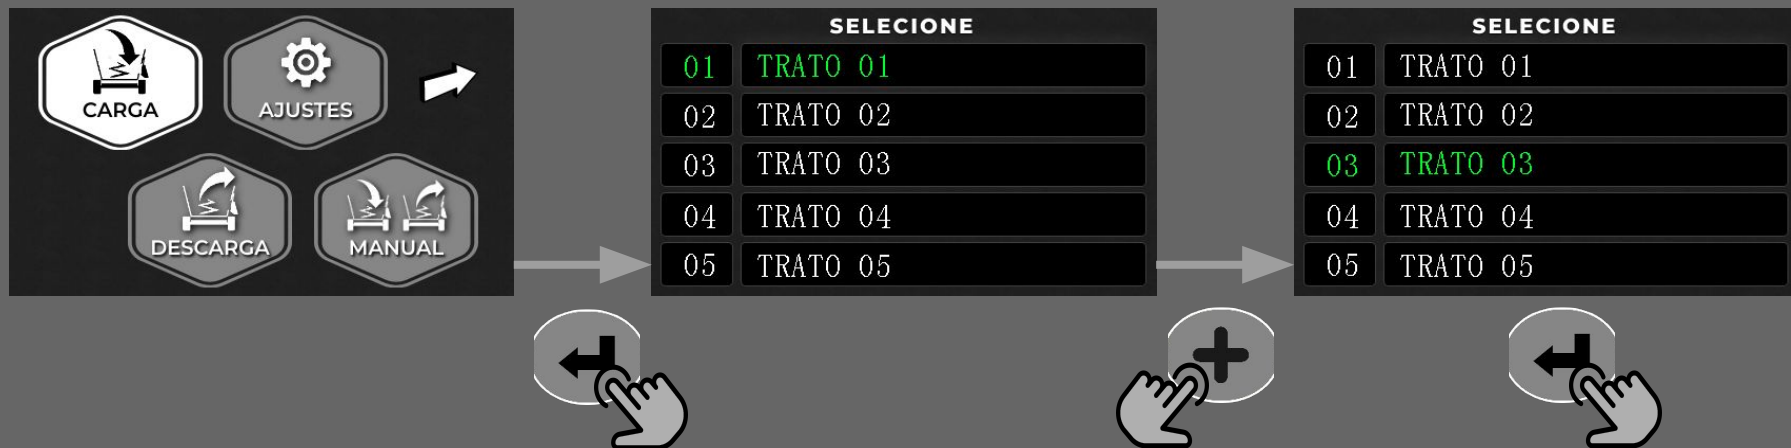 CARGA
AJUSTES
DESCARGA
MANUAL
SELECIONE
01 TRATO 01
02 TRATO 02
03 TRATO 03
04 TRATO 04
05 TRATO 05
SELECIONE
01 TRATO 01
02 TRATO 02
03 TRATO 03
04 TRATO 04
05 TRATO 05